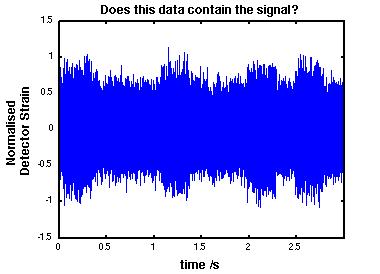 Does this data contain the signal?
1.5
1
0.5
0
-0.5
-1
-1.5
Normalised
Detector Strain
0 0.5 1 1.5 2 2.5
time /s